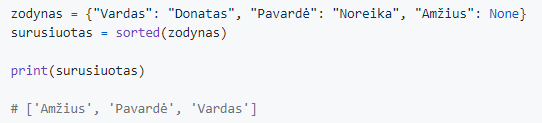 zodynas = {"Vardas": "Donatas", "Pavardė": "Noreika", "Amžius": None}
surusiuotas = sorted(zodynas)
print(surusiuotas)
# ['Amžius', 'Pavardė', 'Vardas']